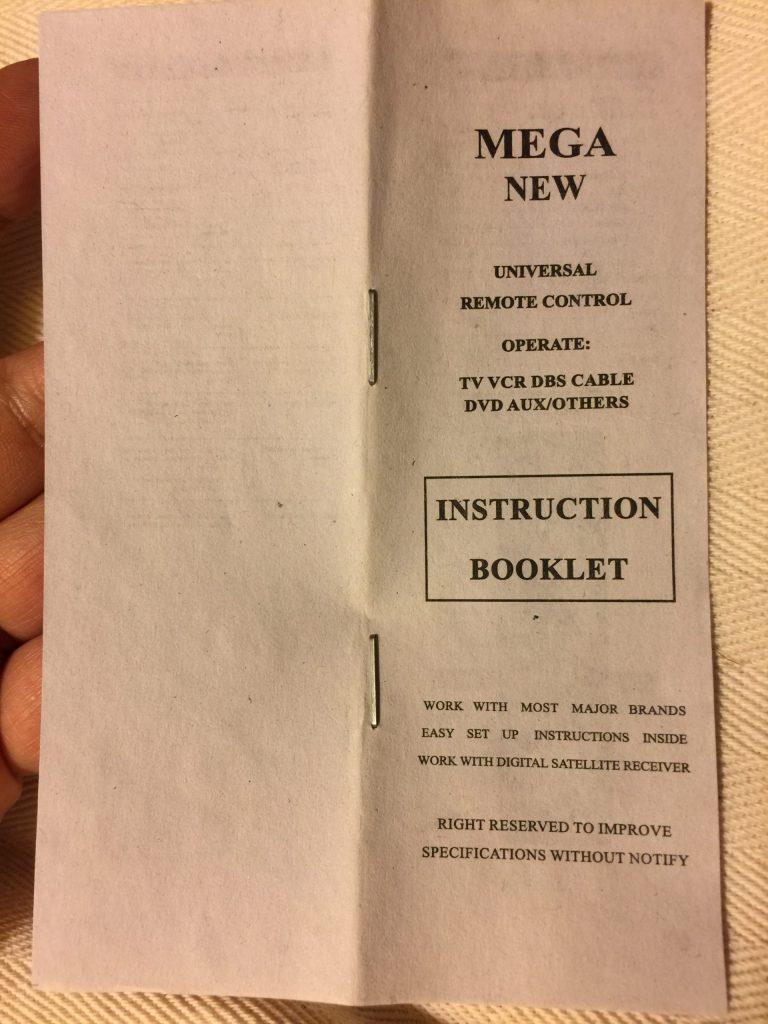 MEGA
NEW
UNIVERSAL
REMOTE CONTROL
OPERATE:
TV VCR DBS CABLE
DVD AUX/OTHERS
INSTRUCTION
BOOKLET
WORK WITH MOST MAJOR BRANDS
EASY SET UP INSTRUCTIONS INSIDE
WORK WITH DIGITAL SATELLITE RECEIVER
RIGHT RESERVED TO IMPROVE
SPECIFICATIONS WITHOUT NOTIFY